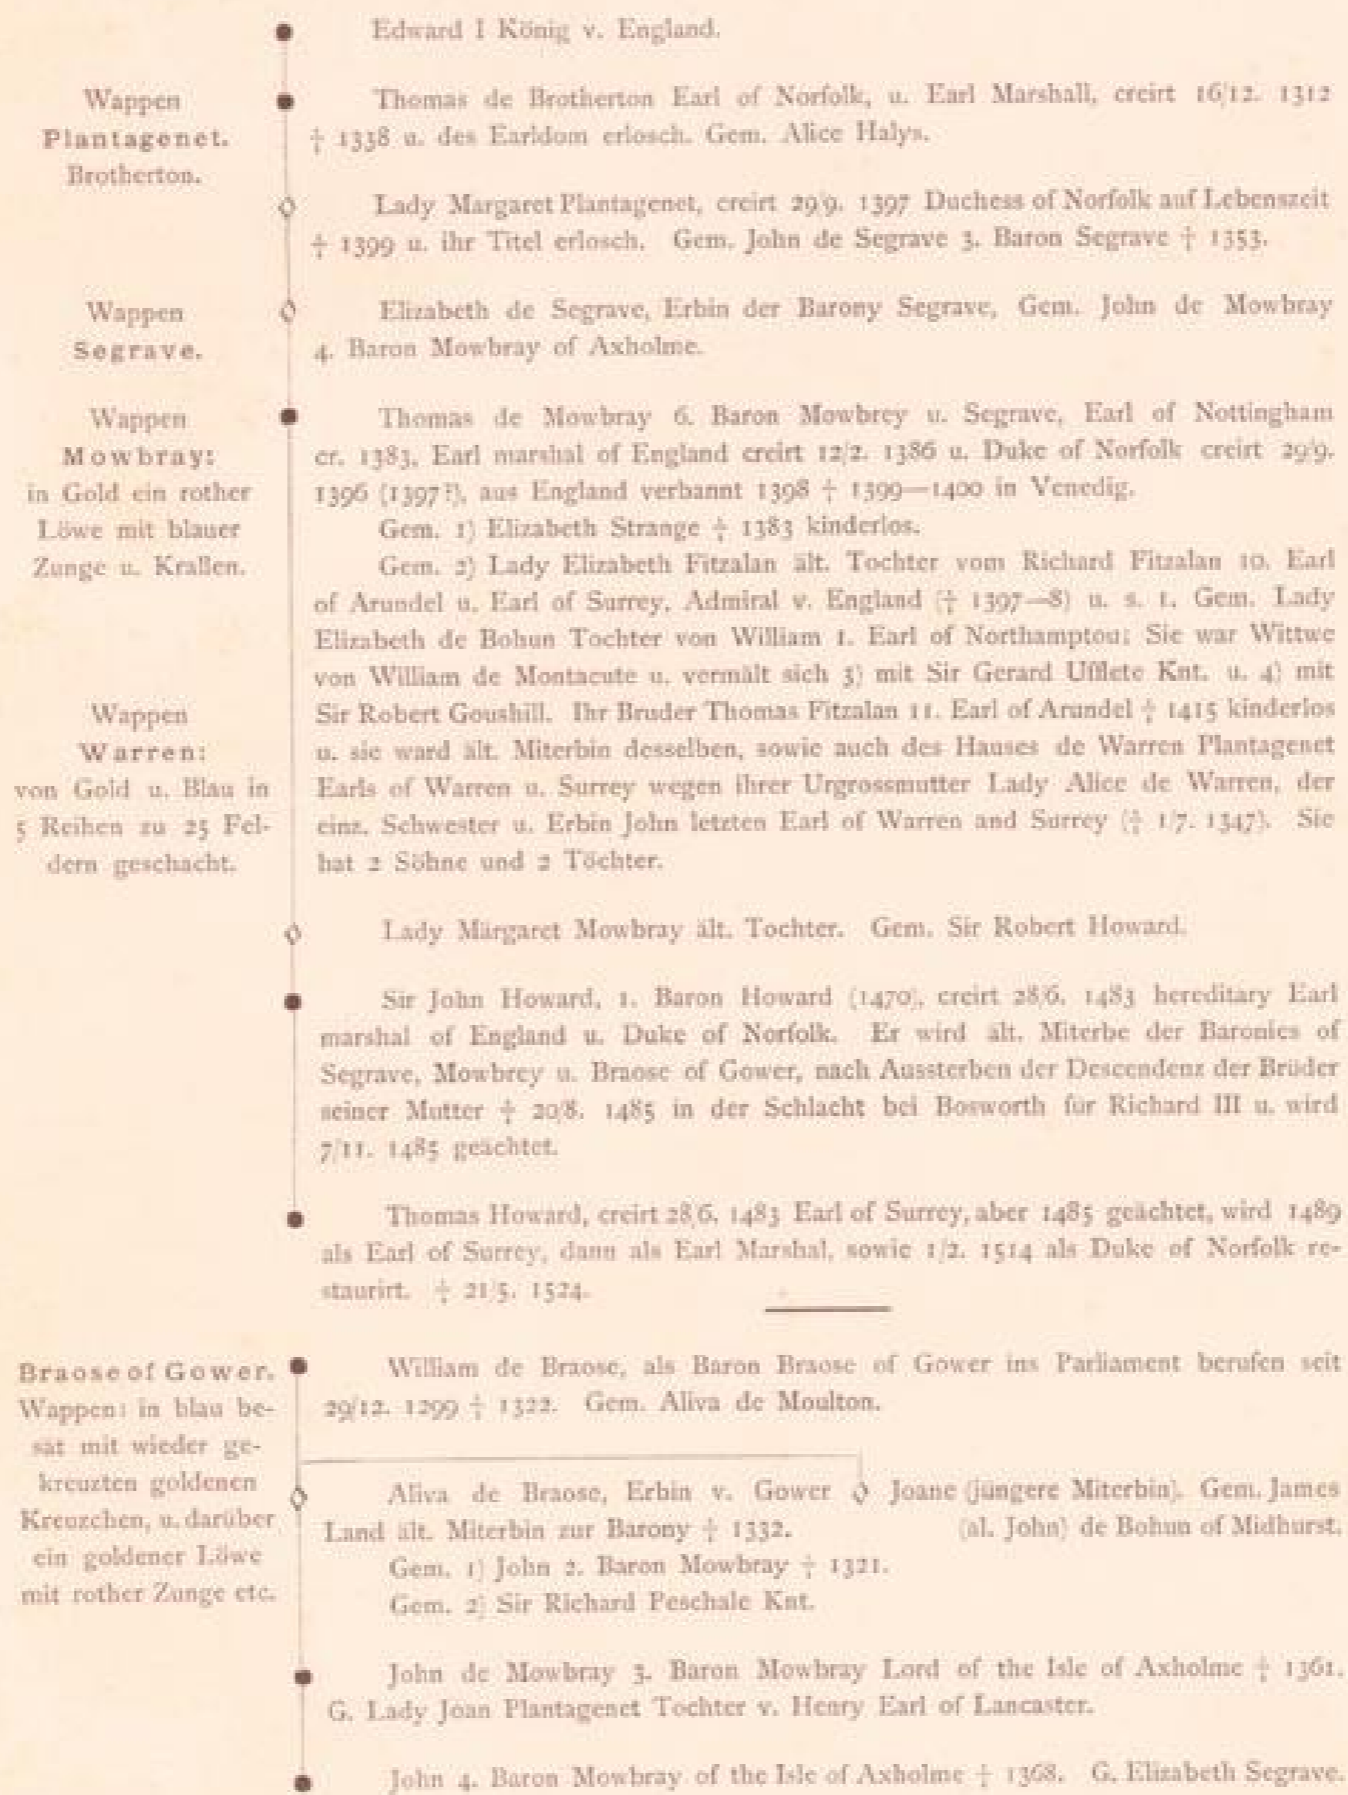 Edward I König v. England.
Wappen
Plantagenet.
Brotherton.
Thomas de Brotherton Earl of Norfolk, u. Earl Marshall, creirt 16/12. 1312
† 1338 u. des Earldom erlosch. Gem. Alice Halys.
Lady Margaret Plantagenet, creirt 29/9. 1397 Duchess of Norfolk auf Lebenszeit
† 1399 u. ihr Titel erlosch. Gem. John de Segrave 3. Baron Segrave † 1353.
Wappen
Segrave.
Elizabeth de Segrave, Erbin der Barony Segrave, Gem. John de Mowbray
4. Baron Mowbray of Axholme.
Wappen
Mowbray:
in Gold ein rother
Löwe mit blauer
Zunge u. Krallen.
Thomas de Mowbray 6. Baron Mowbrey u. Segrave, Earl of Nottingham
cr. 1383, Earl marshal of England creirt 12/2. 1386 u. Duke of Norfolk creirt 29/9.
1396 (1397?), aus England verbannt 1398 † 1399—1400 in Venedig.
Gem. 1) Elizabeth Strange † 1383 kinderlos.
Gem. 2) Lady Elizabeth Fitzalan ält. Tochter vom Richard Fitzalan 10. Earl
of Arundel u. Earl of Surrey, Admiral v. England († 1397—8) u. s. 1. Gem. Lady
Elizabeth de Bohun Tochter von William 1. Earl of Northampton; Sie war Wittwe
von William de Montacute u. vermält sich 3) mit Sir Gerard Ufflete Knt. u. 4) mit
Sir Robert Goushill. Ihr Bruder Thomas Fitzalan 11. Earl of Arundel † 1415 kinderlos
u. sie ward ält. Miterbin desselben, sowie auch des Hauses de Warren Plantagenet
Earls of Warren u. Surrey wegen ihrer Urgrossmutter Lady Alice de Warren, der
einz. Schwester u. Erbin John letzten Earl of Warren and Surrey († 1/7. 1347). Sie
hat 2 Söhne und 2 Töchter.
Wappen
Warren:
von Gold u. Blau in
5 Reihen zu 25 Fel-
dern geschacht.
Lady Margaret Mowbray ält. Tochter. Gem. Sir Robert Howard.
Sir John Howard, 1. Baron Howard (1470), creirt 28/6. 1483 hereditary Earl
marshal of England u. Duke of Norfolk. Er wird ält. Miterbe der Baronies of
Segrave, Mowbrey u. Braose of Gower, nach Aussterben der Descendenz der Brüder
seiner Mutter † 20/8. 1485 in der Schlacht bei Bosworth für Richard III u. wird
7/11. 1485 geächtet.
Thomas Howard, creirt 28/6. 1483 Earl of Surrey, aber 1485 geächtet, wird 1489
als Earl of Surrey, dann als Earl Marshal, sowie 1/2. 1514 als Duke of Norfolk re-
staurirt. † 21/5. 1524.
Braose of Gower.
Wappen: in blau be-
sät mit wieder ge-
kreuzten goldenen
Kreuzchen, u. darüber
ein goldener Löwe
mit rother Zunge etc.
William de Braose, als Baron Braose of Gower ins Parliament berufen seit
29/12. 1299 † 1322. Gem. Aliva de Moulton.
Aliva de Braose, Erbin v. Gower
Land ält. Miterbin zur Barony † 1332.
Gem. 1) John 2. Baron Mowbray † 1321.
Gem. 2) Sir Richard Peschale Knt.
Joane (jüngere Miterbin). Gem. James
(al. John) de Bohun of Midhurst.
John de Mowbray 3. Baron Mowbray Lord of the Isle of Axholme † 1361.
G. Lady Joan Plantagenet Tochter v. Henry Earl of Lancaster.
John 4. Baron Mowbray of the Isle of Axholme † 1368. G. Elizabeth Segrave.